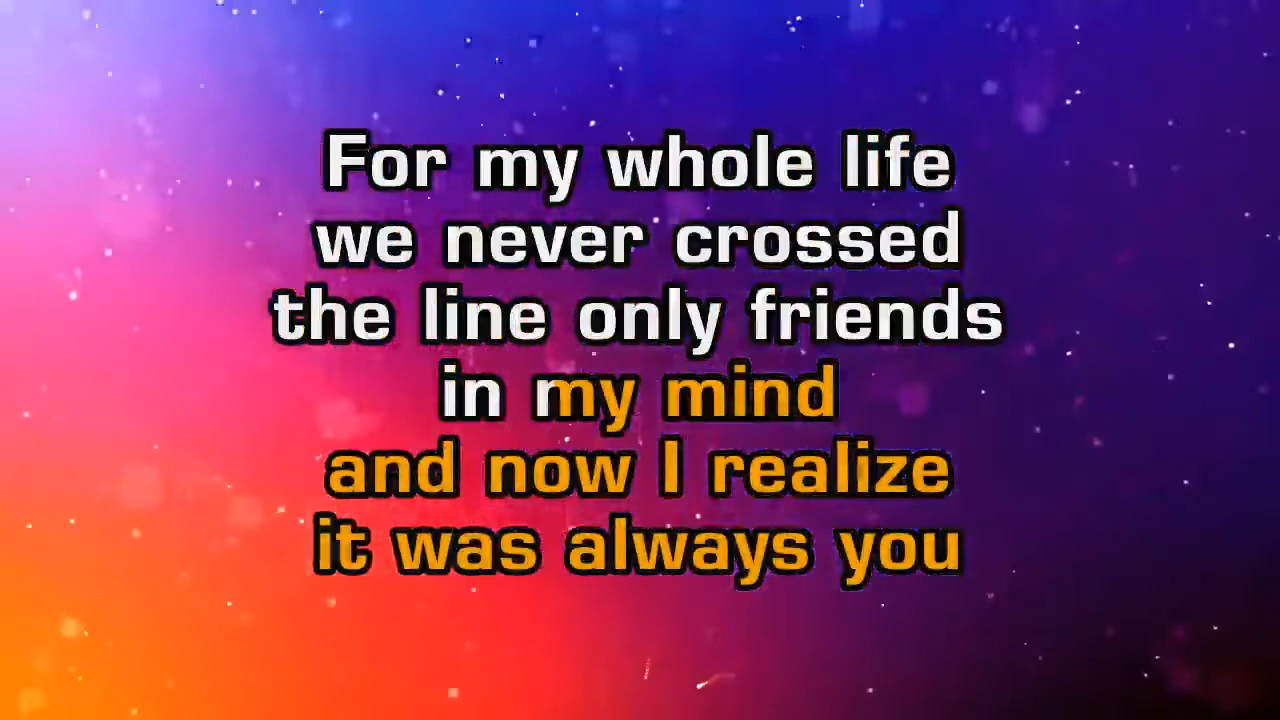 For my whole life
we never crossed
the line only friends
in my mind
and now I realize
it was always you